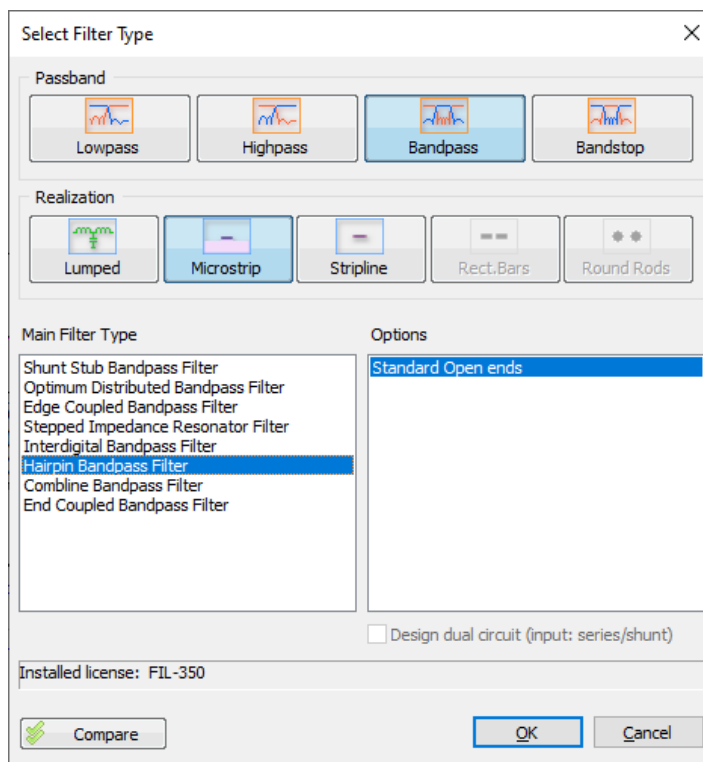 Select Filter Type
Passband
Lowpass
Highpass
Bandpass
Bandstop
Realization
Lumped
Microstrip
Stripline
Rect.Bars
Round Rods
Main Filter Type
Options
Shunt Stub Bandpass Filter
Optimum Distributed Bandpass Filter
Edge Coupled Bandpass Filter
Stepped Impedance Resonator Filter
Interdigital Bandpass Filter
Hairpin Bandpass Filter
Combline Bandpass Filter
End Coupled Bandpass Filter
Standard Open ends
Design dual circuit (input: series/shunt)
Installed license: FIL-350
Compare
OK
Cancel